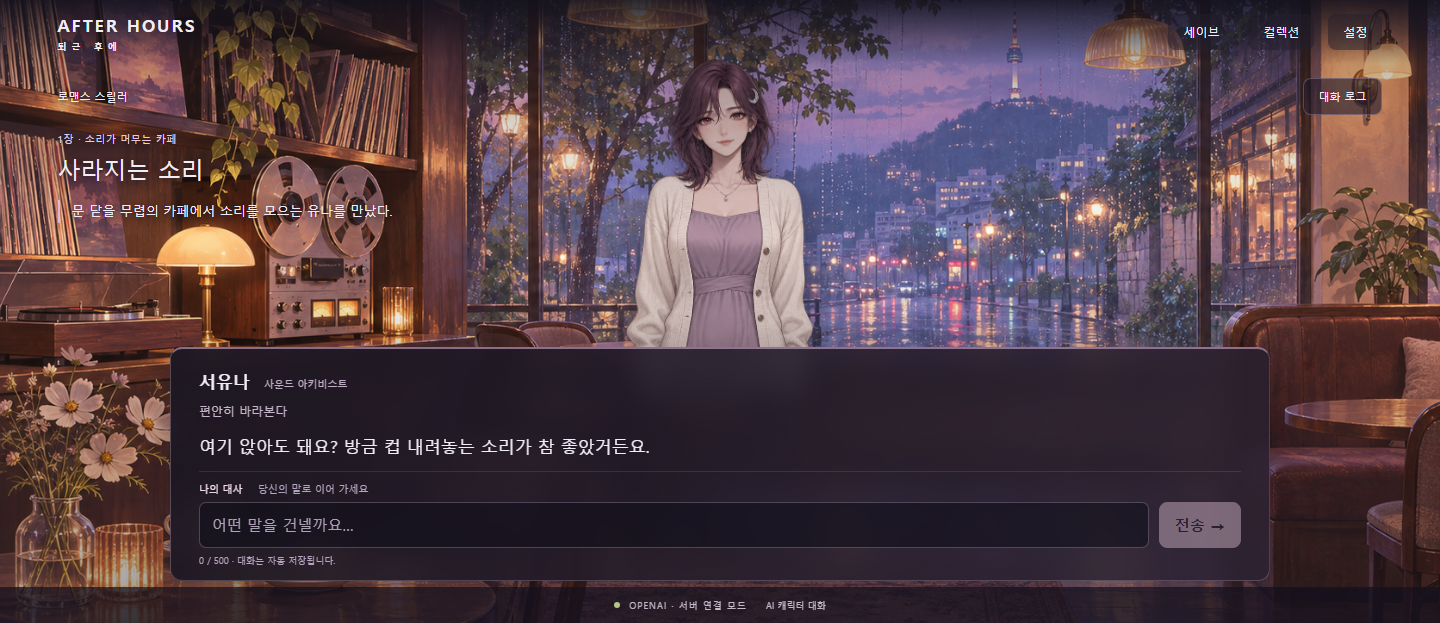 AFTER HOURS
퇴근 후에
세이브 컬렉션 설정
로맨스 스릴러
대화 로그
1장 · 소리가 머무는 카페
사라지는 소리
문 닫을 무렵의 카페에서 소리를 모으는 유나를 만났다.
서유나 사운드 아키비스트
편안히 바라본다
여기 앉아도 돼요? 방금 컵 내려놓는 소리가 참 좋았거든요.
나의 대사 당신의 말로 이어 가세요
어떤 말을 건넬까요…
전송 →
0 / 500 · 대화는 자동 저장됩니다.
OPENAI · 서버 연결 모드 AI 캐릭터 대화